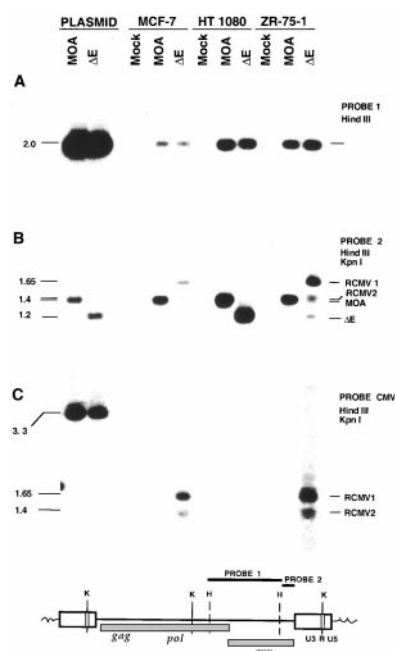 PLASMID MCF-7 HT 1080 ZR-75-1
MOA ΔE Mock MOA ΔE Mock MOA ΔE Mock MOA ΔE
A
PROBE 1
Hind III
2.0
B
PROBE 2
Hind III
Kpn I
1.65
RCMV 1
1.4
RCMV2
MOA
1.2
ΔE
C
PROBE CMV
Hind III
Kpn I
3.3
1.65
RCMV1
1.4
RCMV2
PROBE 1
PROBE 2
K K H H K
gag pol
U3 R U5